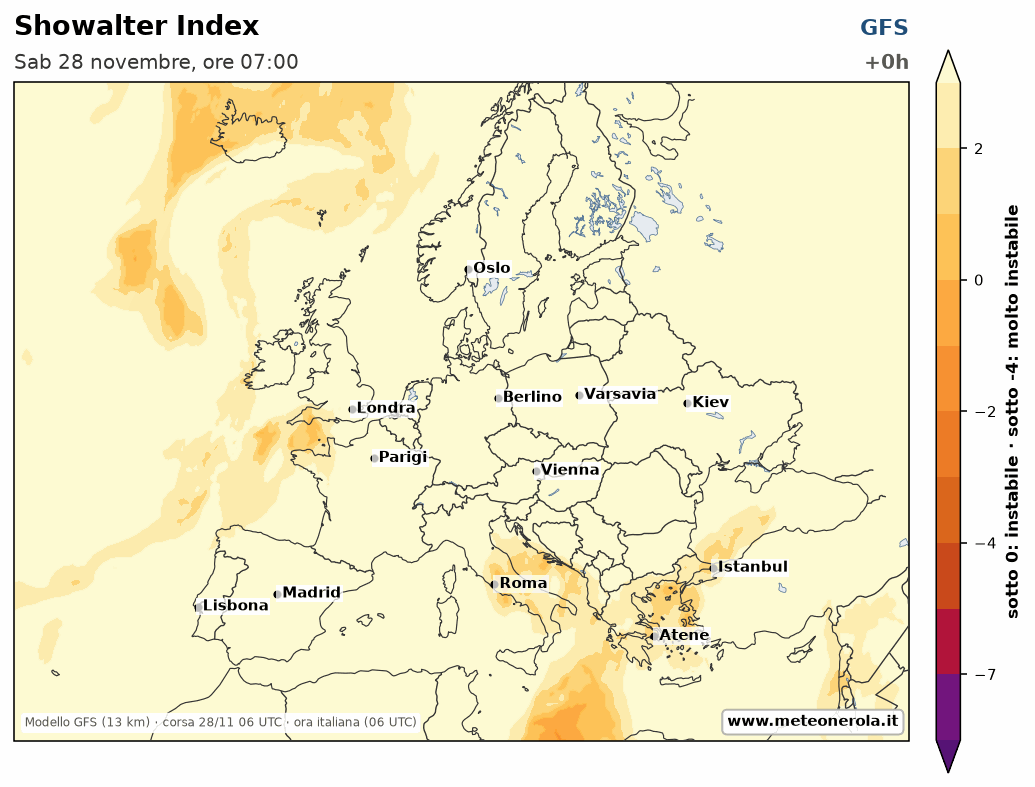 Showalter Index
GFS
Sab 28 novembre, ore 07:00
+0h
Oslo
Londra
Berlino
Varsavia
Kiev
Parigi
Vienna
Istanbul
Roma
Madrid
Lisbona
Atene
Modello GFS (13 km) · corsa 28/11 06 UTC · ora italiana (06 UTC)
www.meteonerola.it
2
0
−2
−4
−7
sotto 0: instabile · sotto -4: molto instabile